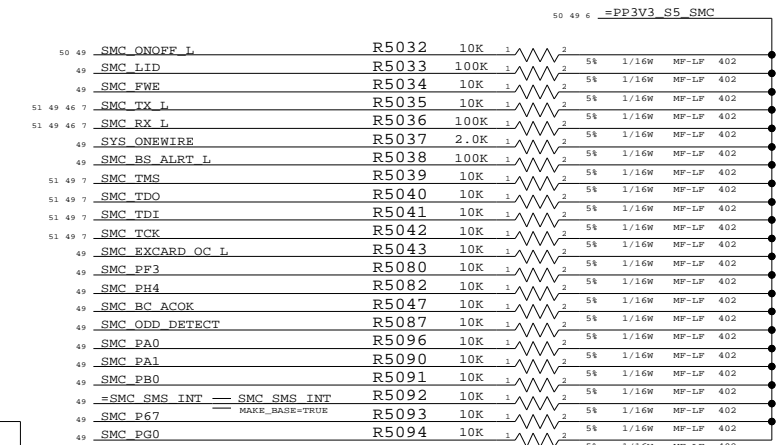 50 49 6 =PP3V3_S5_SMC
50 49 SMC_ONOFF_L R5032 10K 1 2 5% 1/16W MF-LF 402
49 SMC_LID R5033 100K 1 2 5% 1/16W MF-LF 402
49 SMC_FWE R5034 10K 1 2 5% 1/16W MF-LF 402
51 49 46 7 SMC_TX_L R5035 10K 1 2 5% 1/16W MF-LF 402
51 49 46 7 SMC_RX_L R5036 100K 1 2 5% 1/16W MF-LF 402
49 SYS_ONEWIRE R5037 2.0K 1 2 5% 1/16W MF-LF 402
49 SMC_BS_ALRT_L R5038 100K 1 2 5% 1/16W MF-LF 402
51 49 7 SMC_TMS R5039 10K 1 2 5% 1/16W MF-LF 402
51 49 7 SMC_TDO R5040 10K 1 2 5% 1/16W MF-LF 402
51 49 7 SMC_TDI R5041 10K 1 2 5% 1/16W MF-LF 402
51 49 7 SMC_TCK R5042 10K 1 2 5% 1/16W MF-LF 402
49 SMC_EXCARD_OC_L R5043 10K 1 2 5% 1/16W MF-LF 402
49 SMC_PF3 R5080 10K 1 2 5% 1/16W MF-LF 402
49 SMC_PH4 R5082 10K 1 2 5% 1/16W MF-LF 402
49 SMC_BC_ACOK R5047 10K 1 2 5% 1/16W MF-LF 402
49 SMC_ODD_DETECT R5087 10K 1 2 5% 1/16W MF-LF 402
49 SMC_PA0 R5096 10K 1 2 5% 1/16W MF-LF 402
49 SMC_PA1 R5090 10K 1 2 5% 1/16W MF-LF 402
49 SMC_PB0 R5091 10K 1 2 5% 1/16W MF-LF 402
49 =SMC_SMS_INT SMC_SMS_INT R5092 10K 1 2 5% 1/16W MF-LF 402
MAKE_BASE=TRUE
49 SMC_P67 R5093 10K 1 2 5% 1/16W MF-LF 402
49 SMC_PG0 R5094 10K 1 2 5% 1/16W MF-LF 402